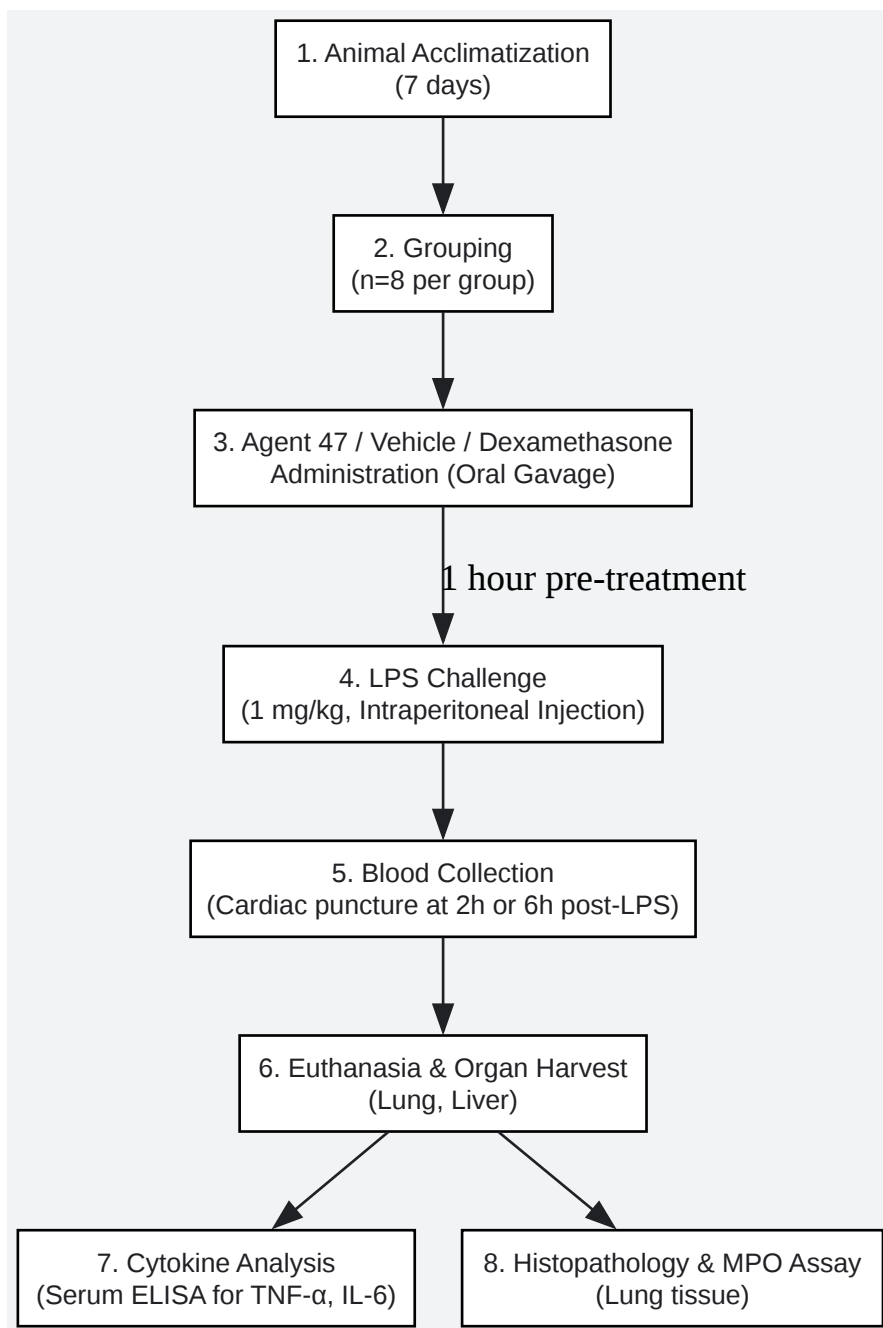 1. Animal Acclimatization
(7 days)
2. Grouping
(n=8 per group)
3. Agent 47 / Vehicle / Dexamethasone
Administration (Oral Gavage)
1 hour pre-treatment
4. LPS Challenge
(1 mg/kg, Intraperitoneal Injection)
5. Blood Collection
(Cardiac puncture at 2h or 6h post-LPS)
6. Euthanasia & Organ Harvest
(Lung, Liver)
7. Cytokine Analysis
(Serum ELISA for TNF-α, IL-6)
8. Histopathology & MPO Assay
(Lung tissue)